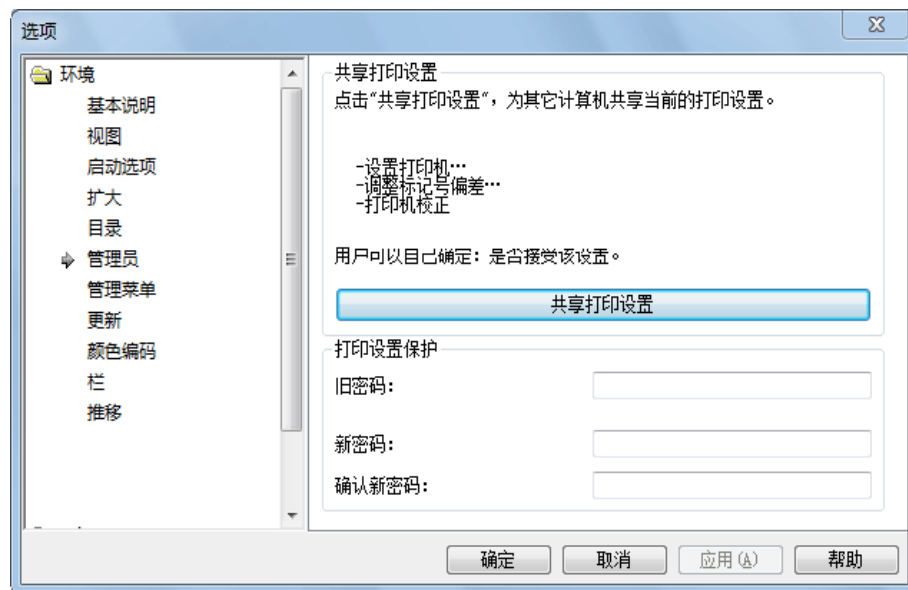 选项
环境
基本说明
视图
启动选项
扩大
目录
管理员
管理菜单
更新
颜色编码
栏
推移
共享打印设置
点击“共享打印设置”，为其它计算机共享当前的打印设置。
-设置打印机…
-调整标记号偏差…
-打印机校正
用户可以自己确定：是否接受该设置。
共享打印设置
打印设置保护
旧密码：
新密码：
确认新密码：
确定
取消
应用(A)
帮助